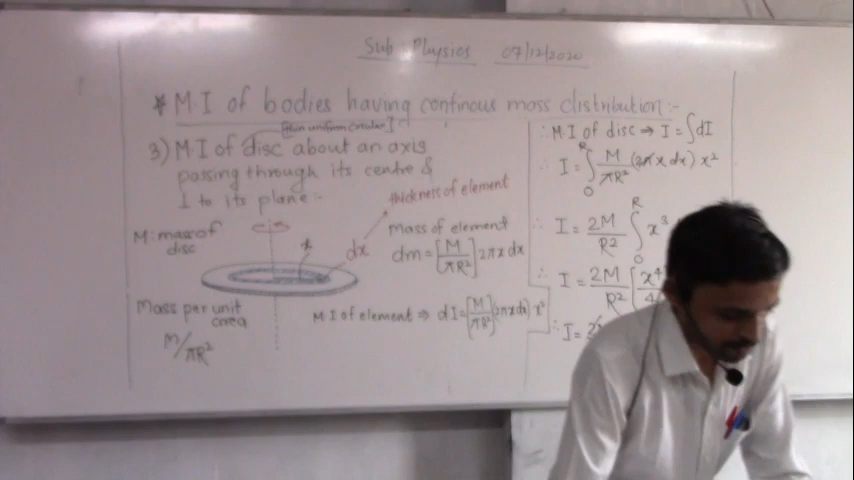 Sub : Physics 07/12/2020
* M.I of bodies having continous mass distribution :-
[thin uniform circular]
3) M.I of disc about an axis
passing through its centre &
⊥ to its plane :-
thickness of element
M : mass of
disc
x
dx
Mass per unit
area
M/πR²
mass of element
dm = [M/πR²] 2πx dx
M.I of element ⇒ dI = [M/πR²](2πx dx) x²
∴ M.I of disc ⇒ I = ∫dI
∴ I = ∫₀ᴿ M/πR² (2πx dx) x²
∴ I = 2M/R² ∫₀ᴿ x³
∴ I = 2M/R² [x⁴/4
∴ I =